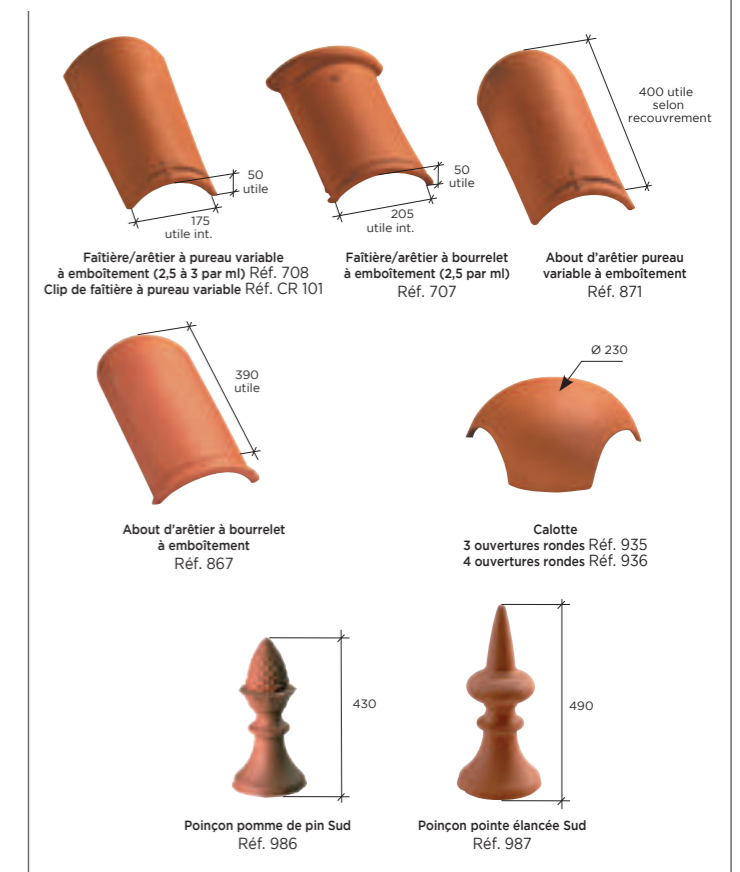 400 utile
selon
recouvrement
50
utile
175
utile int.
50
utile
205
utile int.
Faîtière/arêtier à pureau variable
à emboîtement (2,5 à 3 par ml) Réf. 708
Clip de faîtière à pureau variable Réf. CR 101
Faîtière/arêtier à bourrelet
à emboîtement (2,5 par ml)
Réf. 707
About d'arêtier pureau
variable à emboîtement
Réf. 871
390
utile
Ø 230
About d'arêtier à bourrelet
à emboîtement
Réf. 867
Calotte
3 ouvertures rondes Réf. 935
4 ouvertures rondes Réf. 936
430
490
Poinçon pomme de pin Sud
Réf. 986
Poinçon pointe élancée Sud
Réf. 987